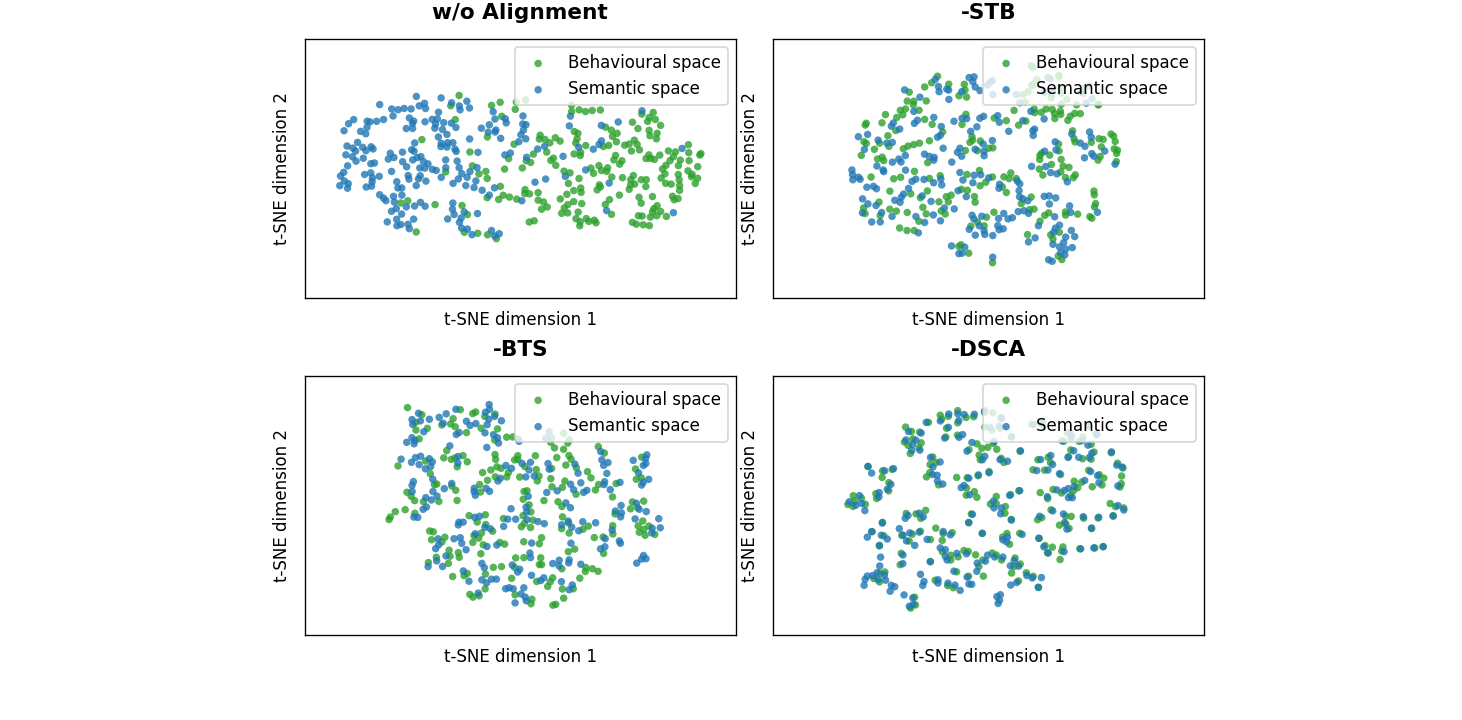 w/o Alignment
Behavioural space
Semantic space
t-SNE dimension 2
t-SNE dimension 1
-STB
Behavioural space
Semantic space
t-SNE dimension 2
t-SNE dimension 1
-BTS
Behavioural space
Semantic space
t-SNE dimension 2
t-SNE dimension 1
-DSCA
Behavioural space
Semantic space
t-SNE dimension 2
t-SNE dimension 1